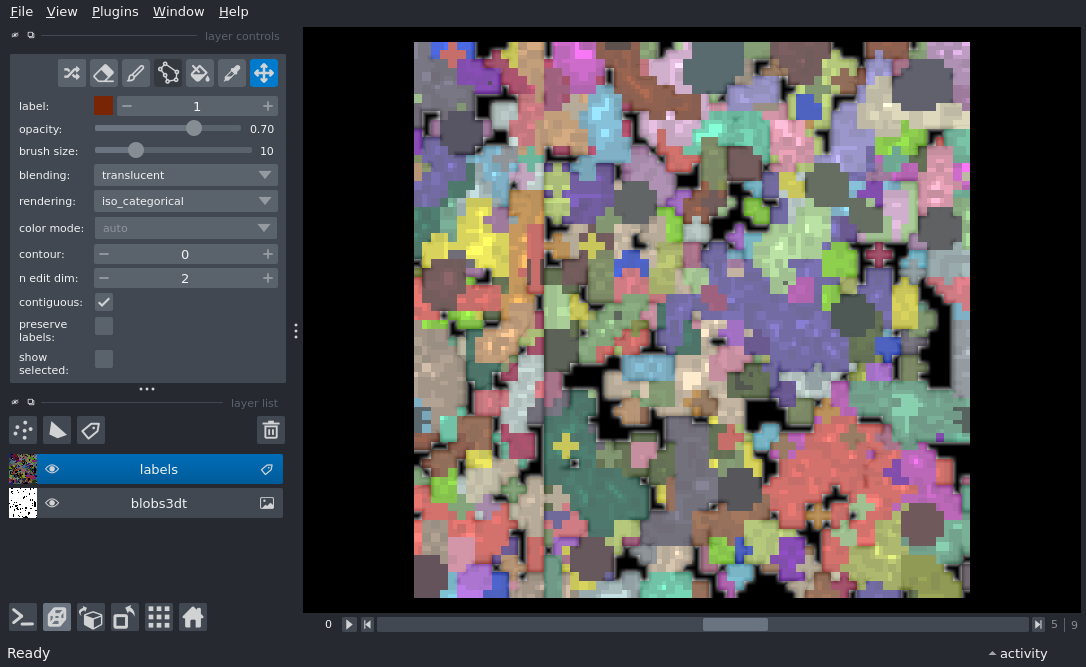 File View Plugins Window Help
layer controls
label: 1
opacity: 0.70
brush size: 10
blending: translucent
rendering: iso_categorical
color mode: auto
contour: 0
n edit dim: 2
contiguous:
preserve
labels:
show
selected:
layer list
labels
blobs3dt
0 5 9
Ready activity